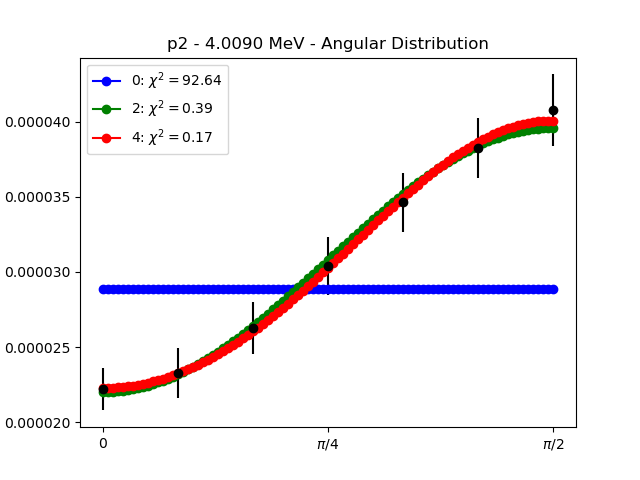 p2 - 4.0090 MeV - Angular Distribution
0: χ² = 92.64
2: χ² = 0.39
4: χ² = 0.17
0.000040
0.000035
0.000030
0.000025
0.000020
0
π/4
π/2